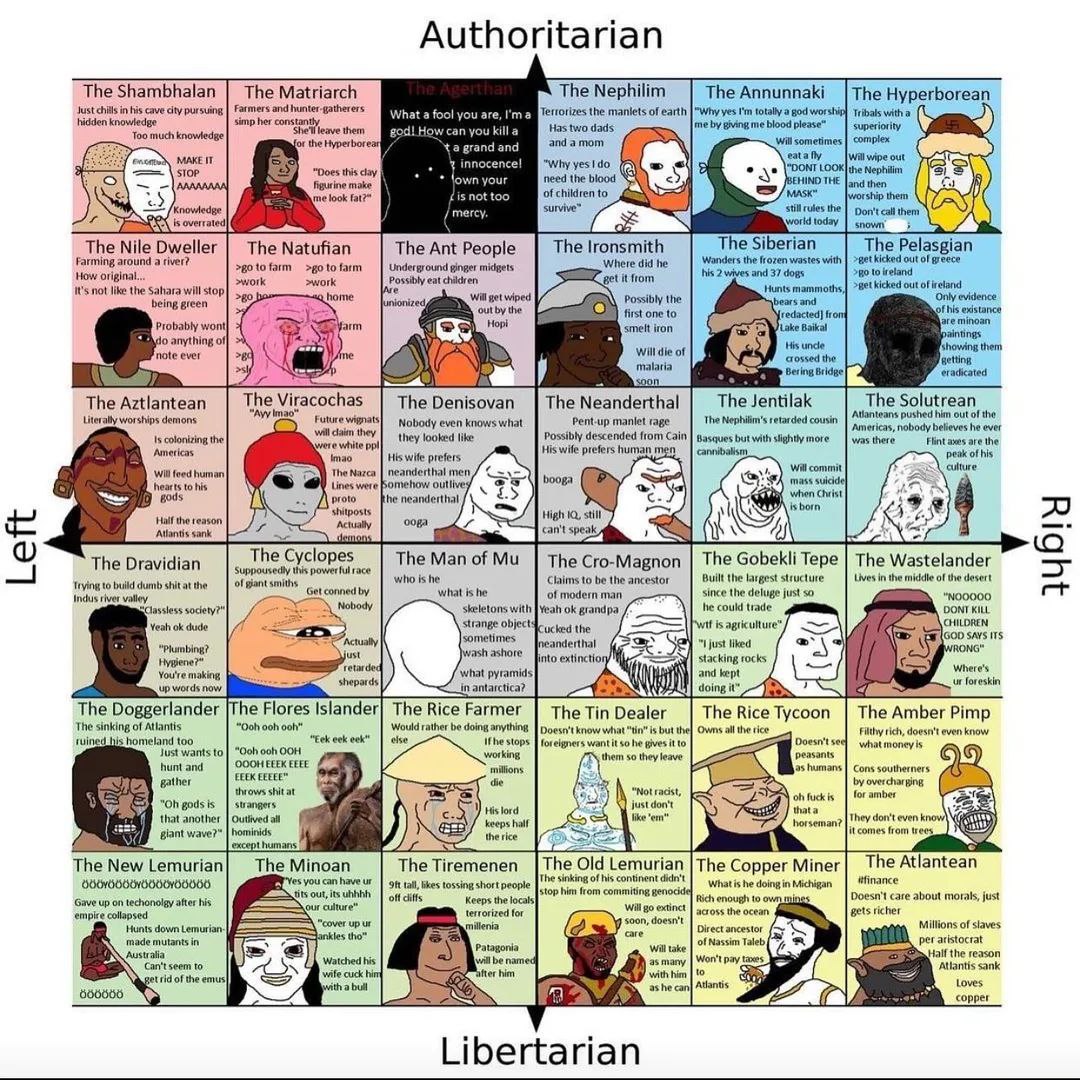 Authoritarian
The Shambhalan
Just chills in his cave city pursuing
hidden knowledge
Too much knowledge
MAKE IT
STOP
AAAAAAAA
Knowledge
is overrated
The Matriarch
Farmers and hunter-gatherers
simp her constantly
She'll leave them
for the Hyperborean
"Does this clay
figurine make
me look fat?"
The Agerthan
What a fool you are, I'm a
god! How can you kill a
t a grand and
innocence!
own your
is not too
mercy.
The Nephilim
Terrorizes the manlets of earth
Has two dads
and a mom
"Why yes I do
need the blood
of children to
survive"
The Annunnaki
"Why yes I'm totally a god worship
me by giving me blood please"
Will sometimes
eat a fly
"DONT LOOK
BEHIND THE
MASK"
still rules the
world today
The Hyperborean
Tribals with a
superiority
complex
Will wipe out
the Nephilim
and then
worship them
Don't call them
snown
The Nile Dweller
Farming around a river?
How original...
It's not like the Sahara will stop
being green
Probably wont
do anything of
note ever
The Natufian
>go to farm >go to farm
>work >work
>go home
farm
The Ant People
Underground ginger midgets
Possibly eat children
Are
unionized
Will get wiped
out by the
Hopi
The Ironsmith
Where did he
get it from
Possibly the
first one to
smelt iron
Will die of
malaria
soon
The Siberian
Wanders the frozen wastes with
his 2 wives and 37 dogs
Hunts mammoths,
bears and
[redacted] from
Lake Baikal
His uncle
crossed the
Bering Bridge
The Pelasgian
>get kicked out of greece
>go to ireland
>get kicked out of ireland
Only evidence
of his existance
are minoan
paintings
showing them
getting
eradicated
The Aztlantean
Literally worships demons
Is colonizing the
Americas
Will feed human
hearts to his
gods
Half the reason
Atlantis sank
The Viracochas
"Ayy lmao"
Future wignats
will claim they
were white ppl
lmao
The Nazca
Lines were
proto
shitposts
Actually
demons
The Denisovan
Nobody even knows what
they looked like
His wife prefers
neanderthal men
Somehow outlives
the neanderthal
ooga
The Neanderthal
Pent-up manlet rage
Possibly descended from Cain
His wife prefers human men
booga
High IQ, still
can't speak
The Jentilak
The Nephilim's retarded cousin
Basques but with slightly more
cannibalism
Will commit
mass suicide
when Christ
is born
The Solutrean
Atlanteans pushed him out of the
Americas, nobody believes he ever
was there
Flint axes are the
peak of his
culture
Left
Right
The Dravidian
Trying to build dumb shit at the
Indus river valley
"Classless society?"
Yeah ok dude
"Plumbing?
Hygiene?"
You're making
up words now
The Cyclopes
Suppousedly this powerful race
of giant smiths
Get conned by
Nobody
Actually
just
retarded
shepards
The Man of Mu
who is he
what is he
skeletons with
strange objects
sometimes
wash ashore
what pyramids
in antarctica?
The Cro-Magnon
Claims to be the ancestor
of modern man
Yeah ok grandpa
Cucked the
neanderthal
into extinction
The Gobekli Tepe
Built the largest structure
since the deluge just so
he could trade
"wtf is agriculture"
"I just liked
stacking rocks
and kept
doing it"
The Wastelander
Lives in the middle of the desert
"NOOOOO
DONT KILL
CHILDREN
GOD SAYS ITS
WRONG"
Where's
ur foreskin
The Doggerlander
The sinking of Atlantis
ruined his homeland too
Just wants to
hunt and
gather
"Oh gods is
that another
giant wave?"
The Flores Islander
"Ooh ooh ooh"
"Eek eek eek"
"Ooh ooh OOH
OOOH EEEK EEEE
EEEK EEEEE"
throws shit at
strangers
Outlived all
hominids
except humans
The Rice Farmer
Would rather be doing anything
else
If he stops
working
millions
die
His lord
keeps half
the rice
The Tin Dealer
Doesn't know what "tin" is but the
foreigners want it so he gives it to
them so they leave
"Not racist,
just don't
like 'em"
The Rice Tycoon
Owns all the rice
Doesn't see
peasants
as humans
oh fuck is
that a
horseman?
The Amber Pimp
Filthy rich, doesn't even know
what money is
Cons southerners
by overcharging
for amber
They don't even know
it comes from trees
The New Lemurian
Gave up on techonolgy after his
empire collapsed
Hunts down Lemurian-
made mutants in
Australia
Can't seem to
get rid of the emus
öööööö
The Minoan
"Yes you can have ur
tits out, its uhhhh
our culture"
"cover up ur
ankles tho"
Watched his
wife cuck him
with a bull
The Tiremenen
9ft tall, likes tossing short people
off cliffs
Keeps the locals
terrorized for
millenia
Patagonia
will be named
after him
The Old Lemurian
The sinking of his continent didn't
stop him from commiting genocide
Will go extinct
soon, doesn't
care
Will take
as many
with him
as he can
The Copper Miner
What is he doing in Michigan
Rich enough to own mines
across the ocean
Direct ancestor
of Nassim Taleb
Won't pay taxes
to
Atlantis
The Atlantean
#finance
Doesn't care about morals, just
gets richer
Millions of slaves
per aristocrat
Half the reason
Atlantis sank
Loves
copper
Libertarian